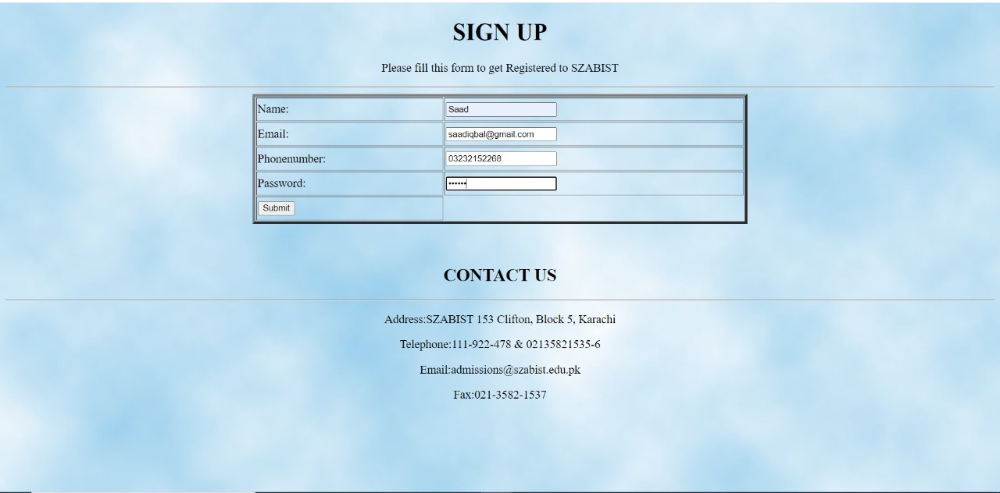 SIGN UP
Please fill this form to get Registered to SZABIST
Name: Saad
Email: saadiqbal@gmail.com
Phonenumber: 03232152268
Password: ••••••
Submit
CONTACT US
Address:SZABIST 153 Clifton, Block 5, Karachi
Telephone:111-922-478 & 02135821535-6
Email:admissions@szabist.edu.pk
Fax:021-3582-1537